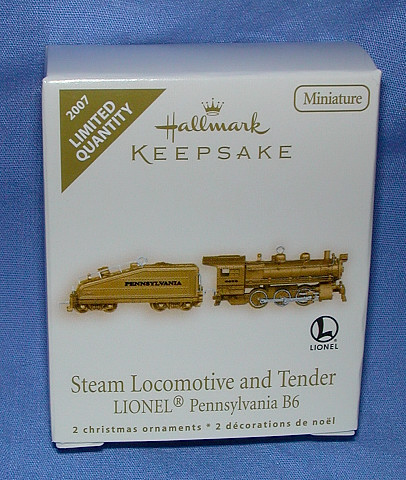 2007
LIMITED
QUANTITY
Miniature
Hallmark
KEEPSAKE
PENNSYLVANIA
LIONEL
Steam Locomotive and Tender
LIONEL® Pennsylvania B6
2 christmas ornaments * 2 décorations de noël